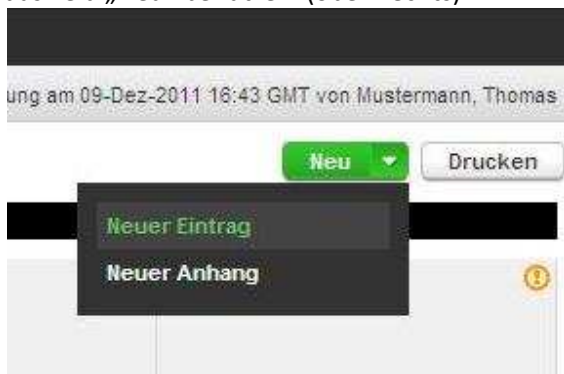 ung am 09-Dez-2011 16:43 GMT von Mustermann, Thomas
Neu Drucken
Neuer Eintrag
Neuer Anhang